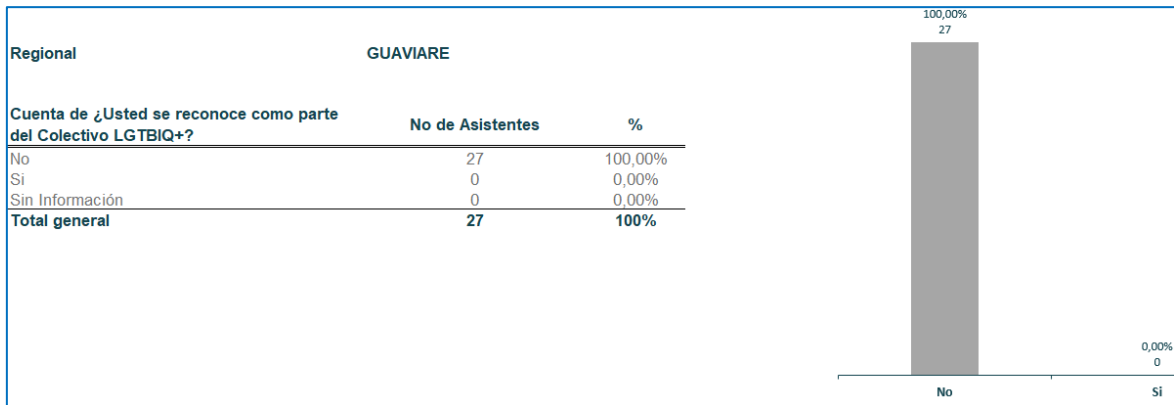 Regional GUAVIARE
Cuenta de ¿Usted se reconoce como parte
del Colectivo LGTBIQ+? No de Asistentes %
No 27 100,00%
Si 0 0,00%
Sin Información 0 0,00%
Total general 27 100%
100,00%
27
0,00%
0
No Si